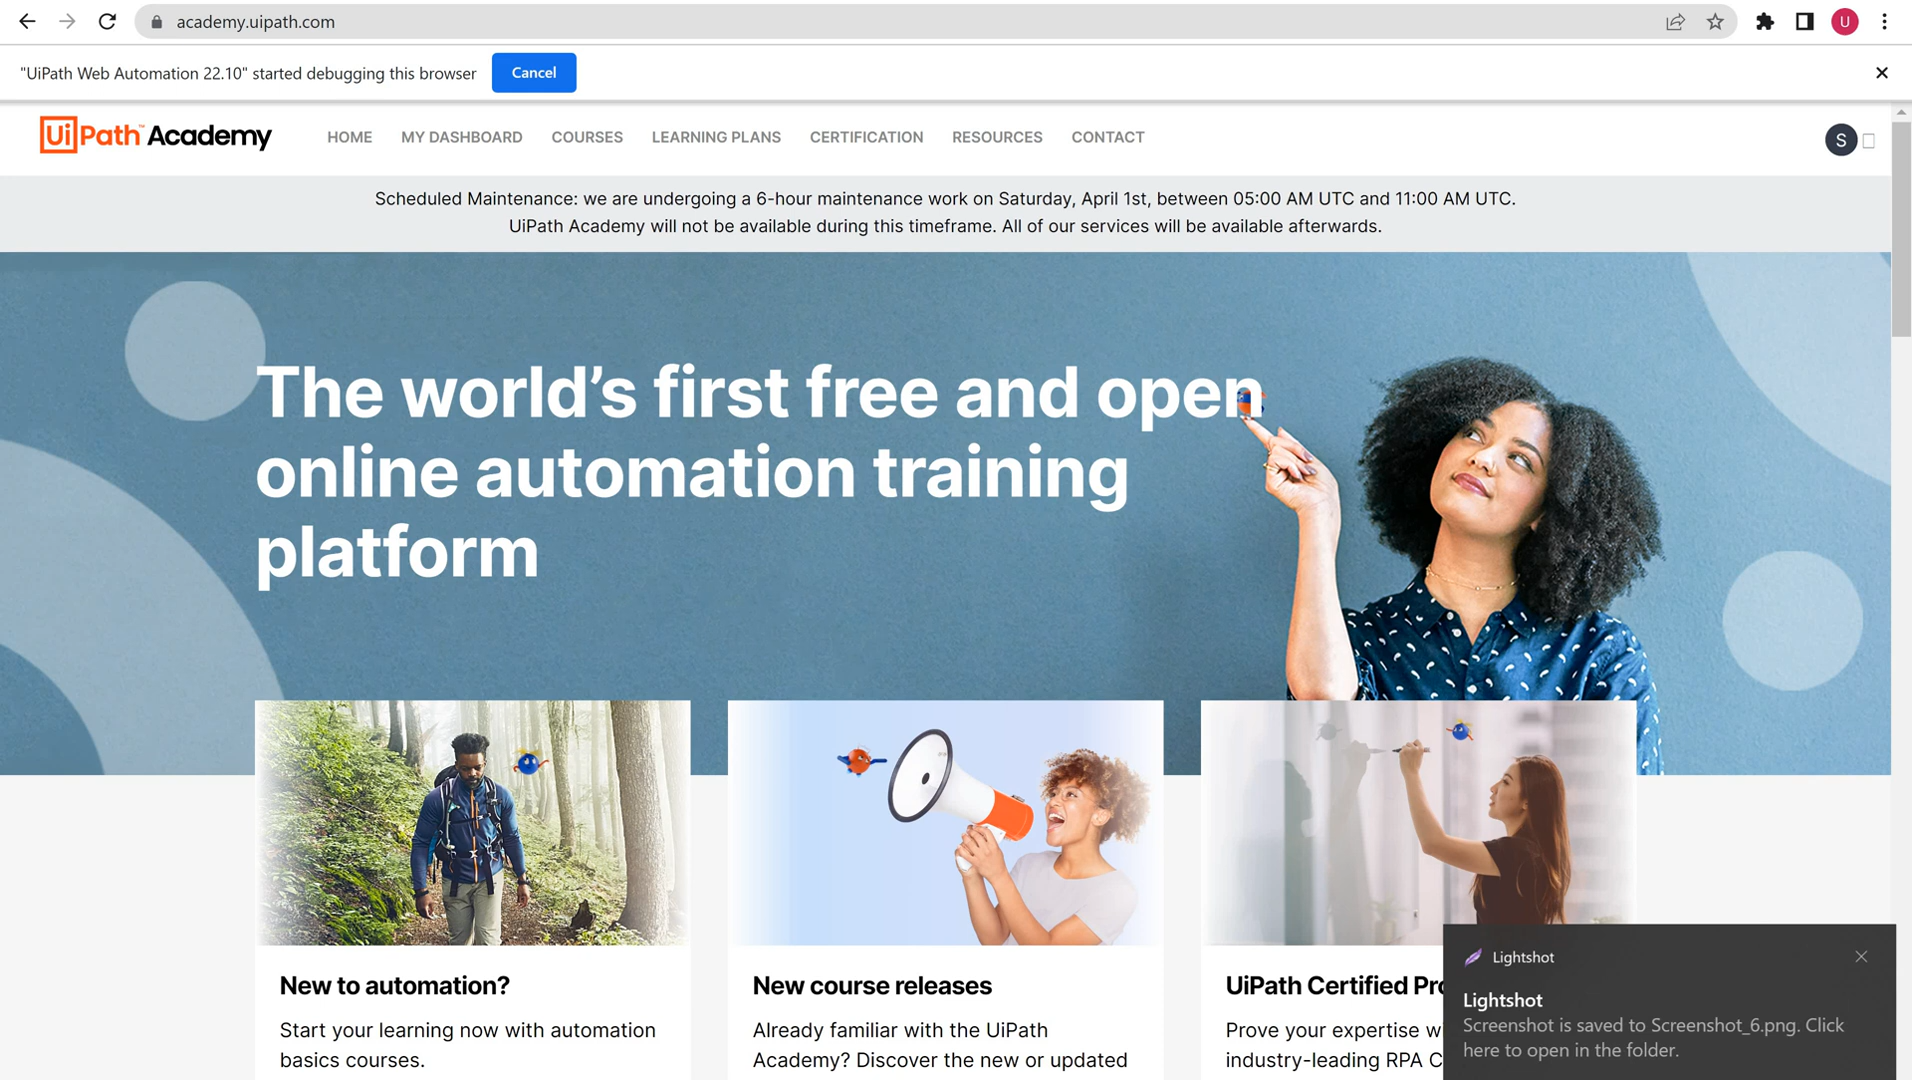 academy.uipath.com
U
"UiPath Web Automation 22.10" started debugging this browser
Cancel
UiPath™ Academy
HOME
MY DASHBOARD
COURSES
LEARNING PLANS
CERTIFICATION
RESOURCES
CONTACT
S
Scheduled Maintenance: we are undergoing a 6-hour maintenance work on Saturday, April 1st, between 05:00 AM UTC and 11:00 AM UTC.
UiPath Academy will not be available during this timeframe. All of our services will be available afterwards.
The world’s first free and open
online automation training
platform
New to automation?
Start your learning now with automation
basics courses.
New course releases
Already familiar with the UiPath
Academy? Discover the new or updated
UiPath Certified Pro
Prove your expertise w
industry-leading RPA C
Lightshot
Lightshot
Screenshot is saved to Screenshot_6.png. Click
here to open in the folder.